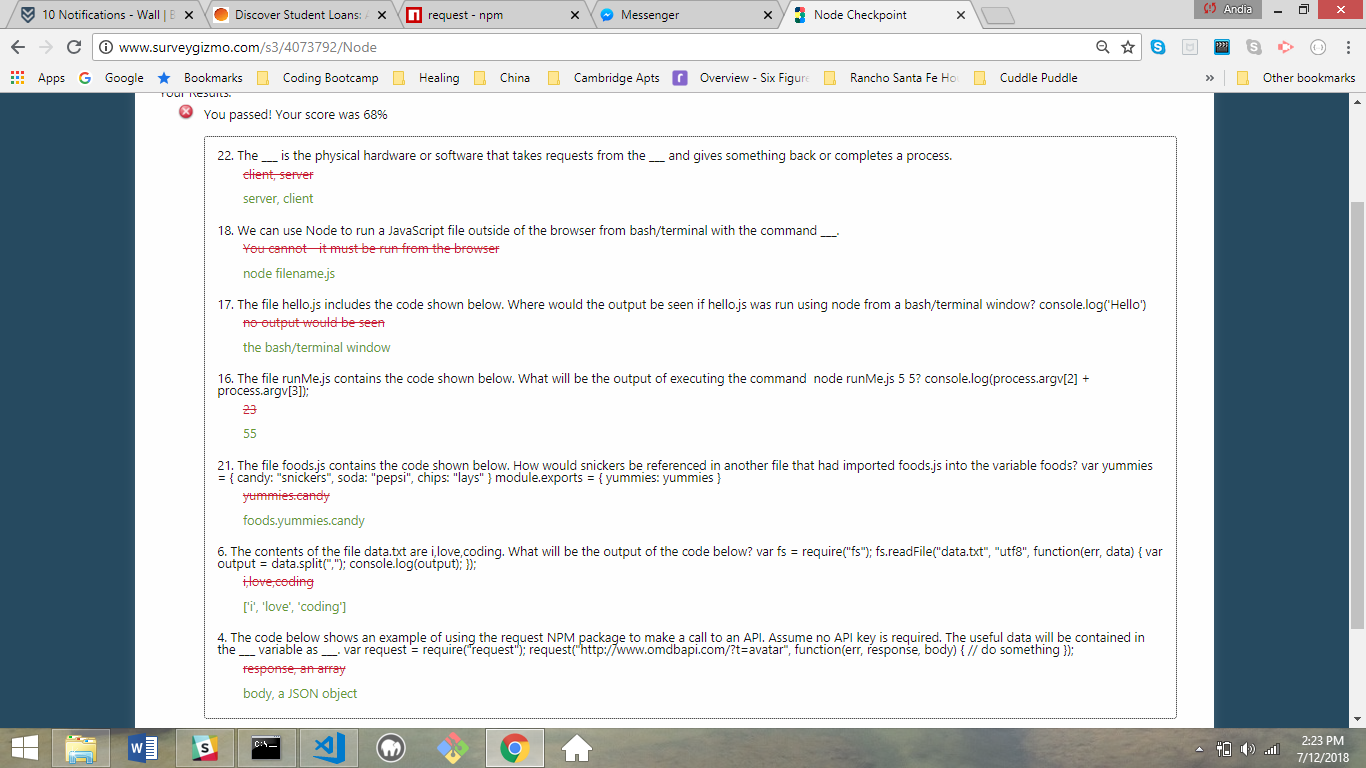 10 Notifications - Wall | B
Discover Student Loans: A
request - npm
Messenger
Node Checkpoint
Andia
www.surveygizmo.com/s3/4073792/Node
Apps
Google
Bookmarks
Coding Bootcamp
Healing
China
Cambridge Apts
Overview - Six Figure
Rancho Santa Fe Ho
Cuddle Puddle
»
Other bookmarks
Your Results:
You passed! Your score was 68%
22. The ___ is the physical hardware or software that takes requests from the ___ and gives something back or completes a process.
client, server
server, client
18. We can use Node to run a JavaScript file outside of the browser from bash/terminal with the command ___.
You cannot - it must be run from the browser
node filename.js
17. The file hello.js includes the code shown below. Where would the output be seen if hello.js was run using node from a bash/terminal window? console.log('Hello')
no output would be seen
the bash/terminal window
16. The file runMe.js contains the code shown below. What will be the output of executing the command  node runMe.js 5 5? console.log(process.argv[2] +
process.argv[3]);
23
55
21. The file foods.js contains the code shown below. How would snickers be referenced in another file that had imported foods.js into the variable foods? var yummies
= { candy: "snickers", soda: "pepsi", chips: "lays" } module.exports = { yummies: yummies }
yummies.candy
foods.yummies.candy
6. The contents of the file data.txt are i,love,coding. What will be the output of the code below? var fs = require("fs"); fs.readFile("data.txt", "utf8", function(err, data) { var
output = data.split(","); console.log(output); });
i,love,coding
['i', 'love', 'coding']
4. The code below shows an example of using the request NPM package to make a call to an API. Assume no API key is required. The useful data will be contained in
the ___ variable as ___. var request = require("request"); request("http://www.omdbapi.com/?t=avatar", function(err, response, body) { // do something });
response, an array
body, a JSON object
2:23 PM
7/12/2018